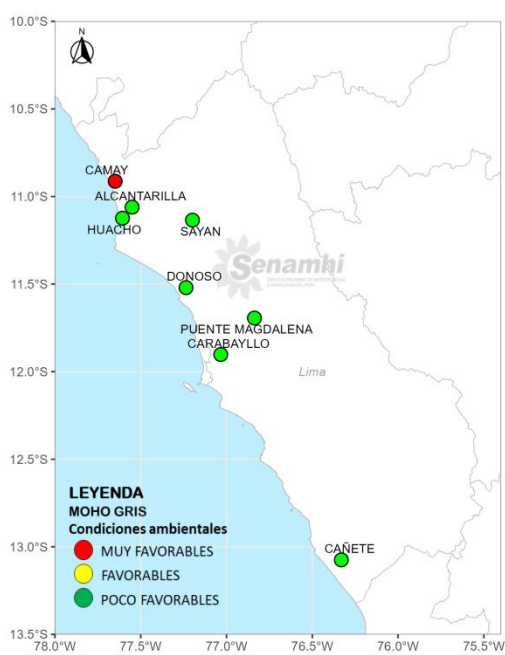 10.0°S
N
10.5°S
CAMAY
11.0°S
ALCANTARILLA
HUACHO
SAYAN
Senamhi
11.5°S
DONOSO
PUENTE MAGDALENA
CARABAYLLO
12.0°S
Lima
12.5°S
LEYENDA
MOHO GRIS
Condiciones ambientales
MUY FAVORABLES
FAVORABLES
POCO FAVORABLES
13.0°S
CAÑETE
13.5°S
78.0°W 77.5°W 77.0°W 76.5°W 76.0°W 75.5°W